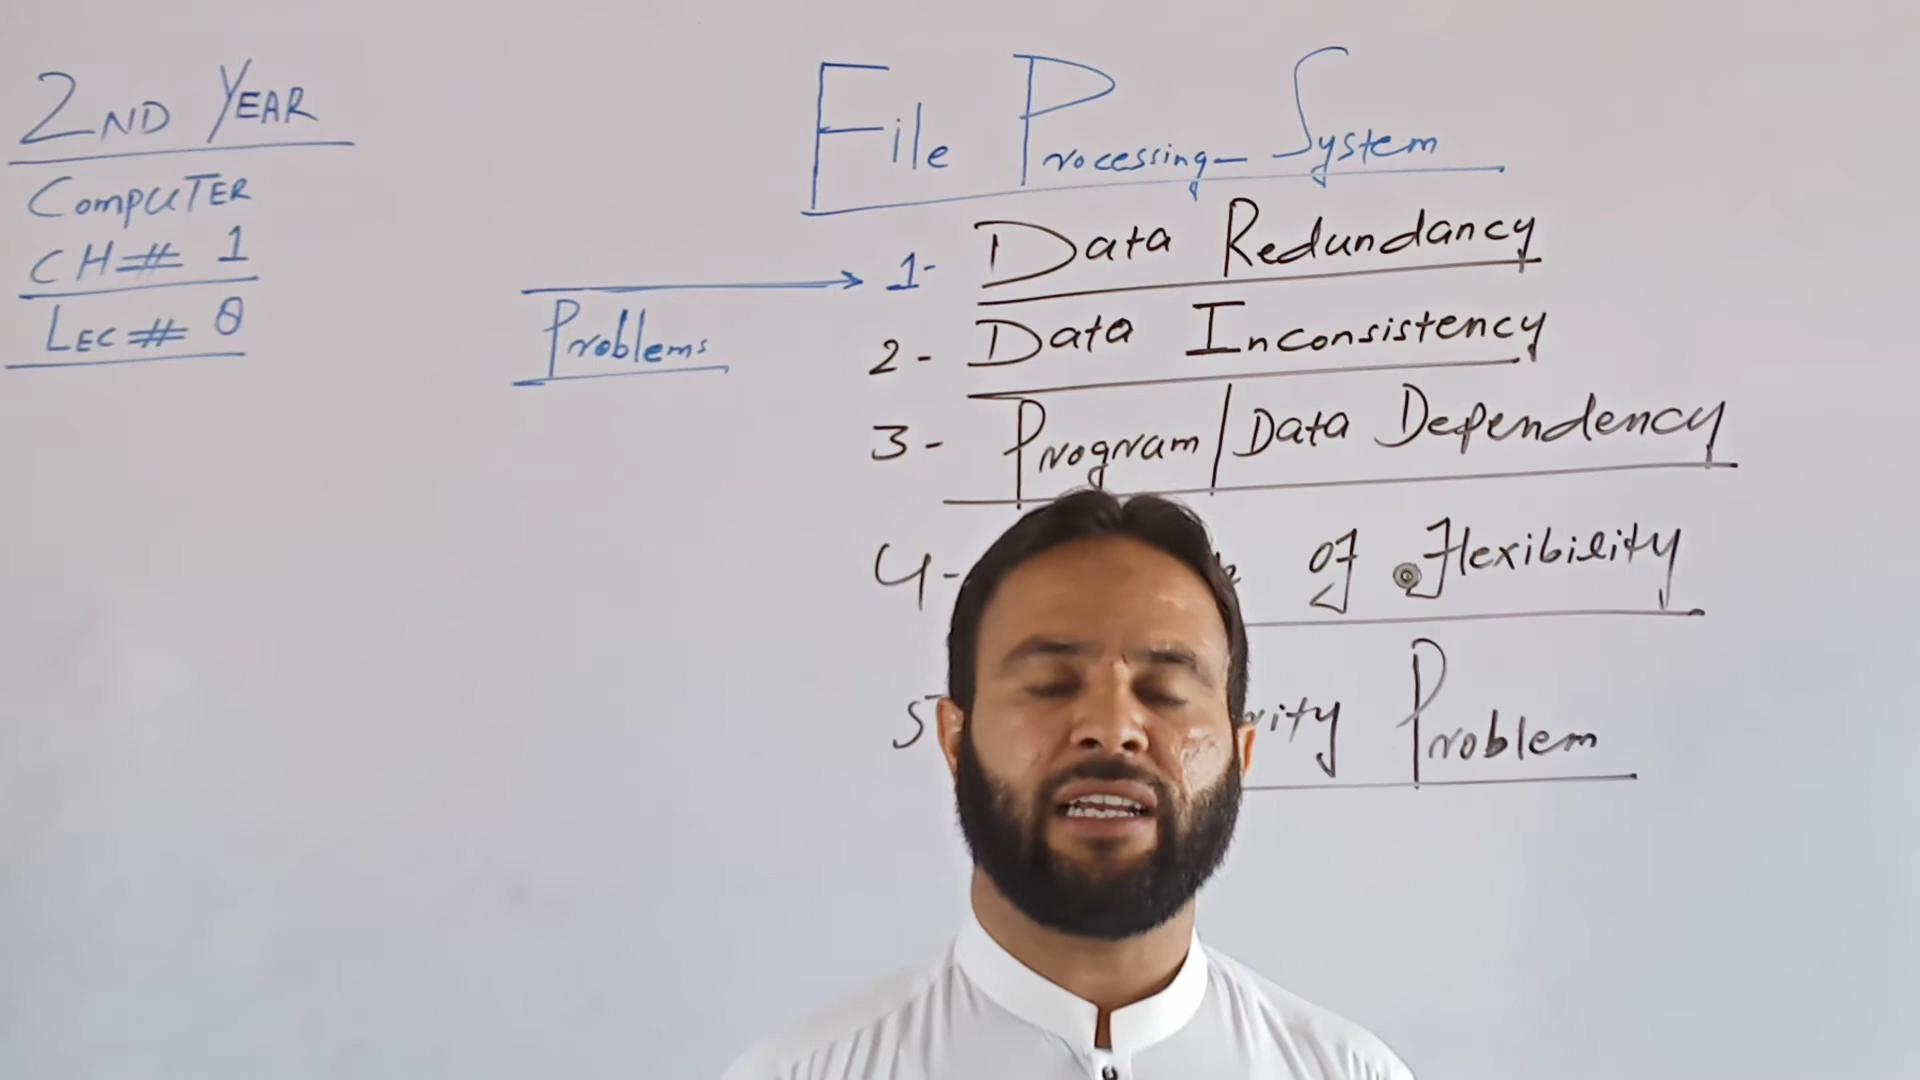 2ND YEAR
COMPUTER
CH# 1
LEC# 8
File Processing System
Problems
1- Data Redundancy
2- Data Inconsistency
3- Program/Data Dependency
4- of Flexibility
5 Problem